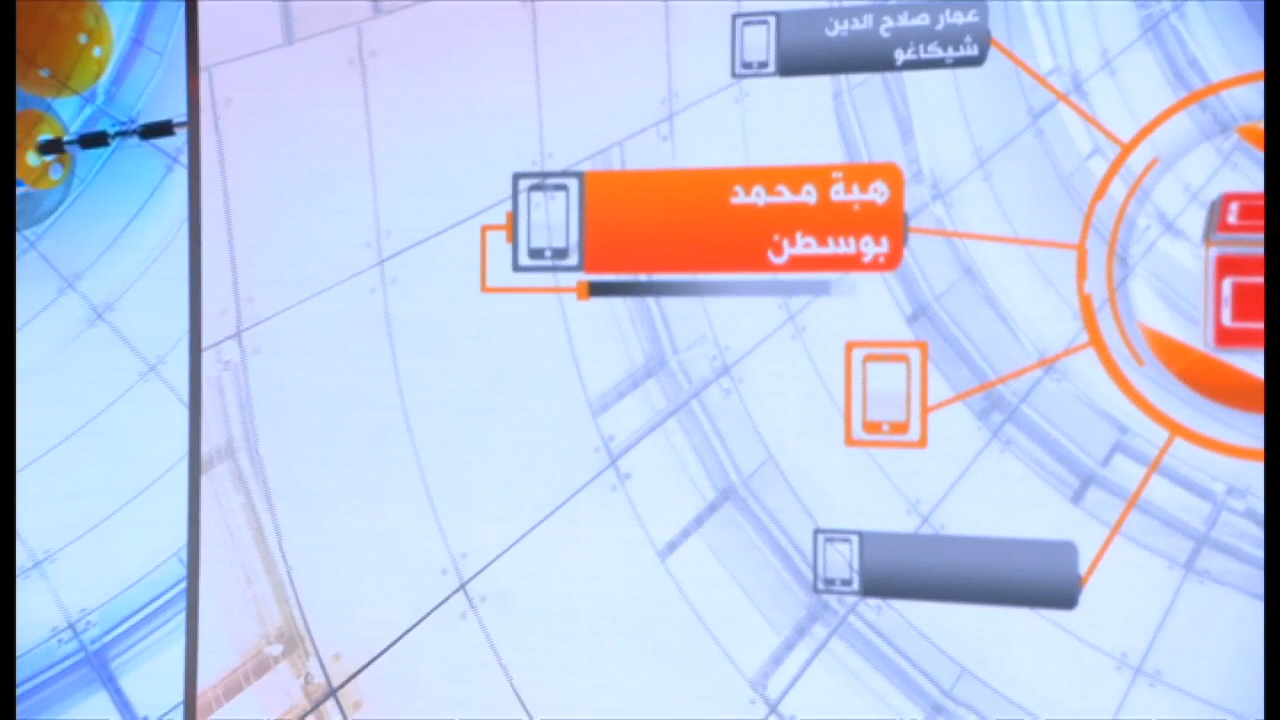 عمار صلاح الدين
شيكاغو
هبة محمد
بوسطن